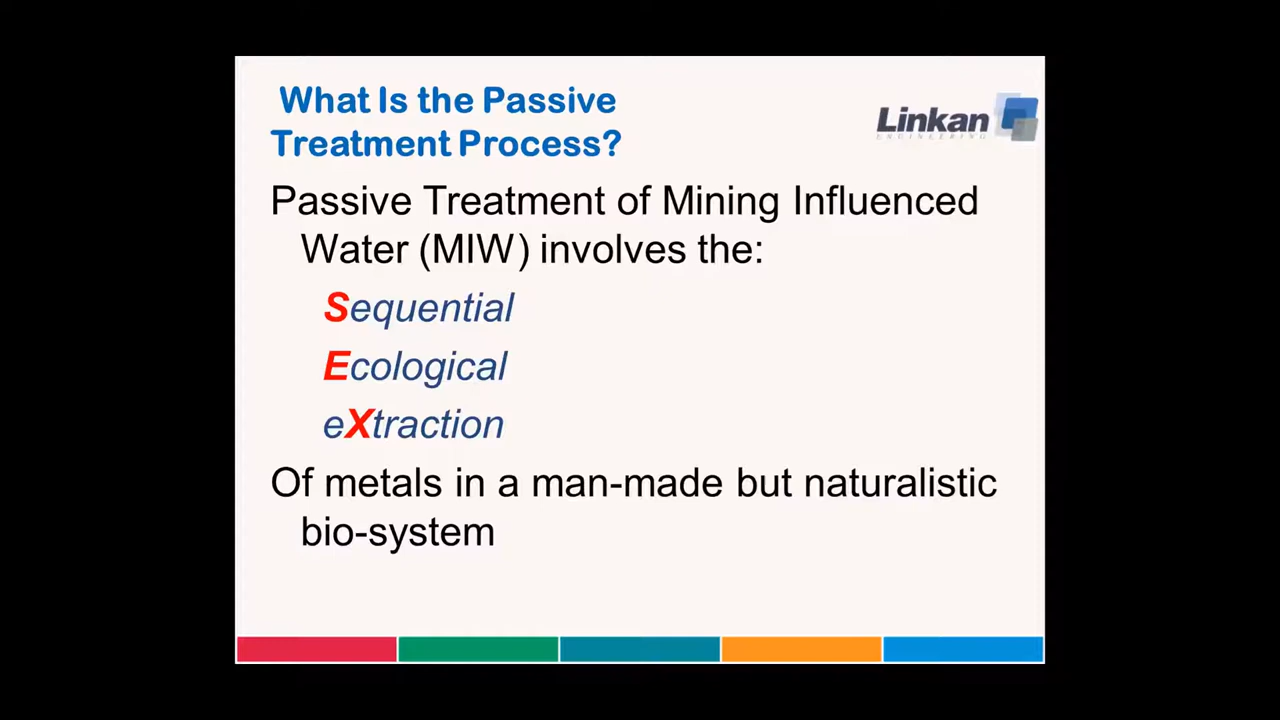 What Is the Passive
Treatment Process?
Linkan
ENGINEERING
Passive Treatment of Mining Influenced
Water (MIW) involves the:
Sequential
Ecological
eXtraction
Of metals in a man-made but naturalistic
bio-system